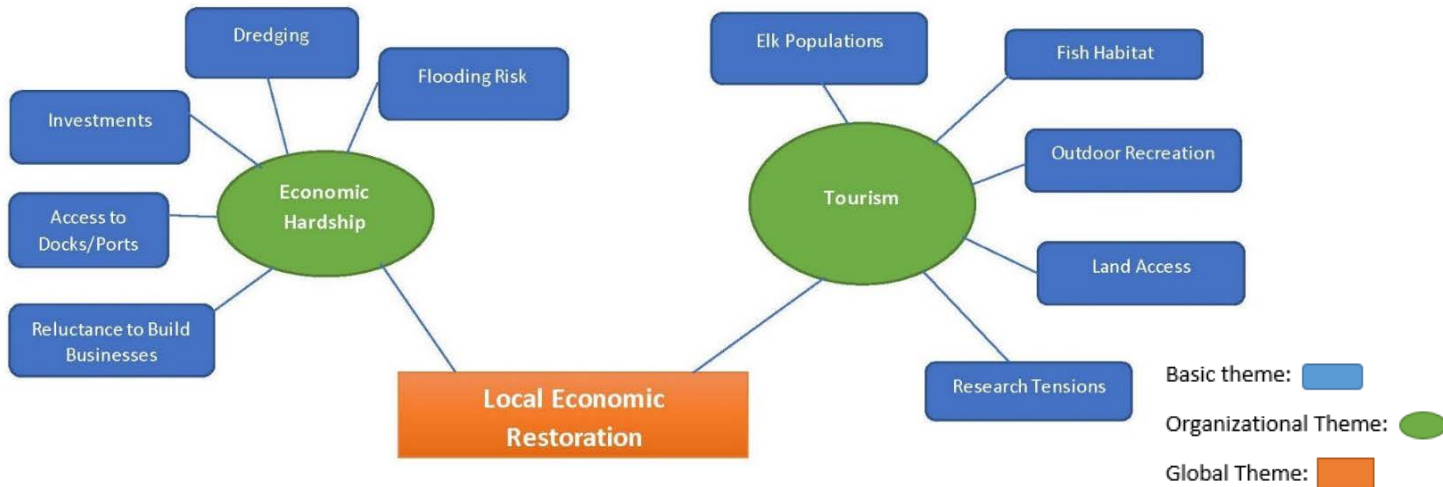 Dredging
Flooding Risk
Investments
Economic
Hardship
Access to
Docks/Ports
Reluctance to Build
Businesses
Elk Populations
Fish Habitat
Outdoor Recreation
Tourism
Land Access
Research Tensions
Local Economic
Restoration
Basic theme:
Organizational Theme:
Global Theme: